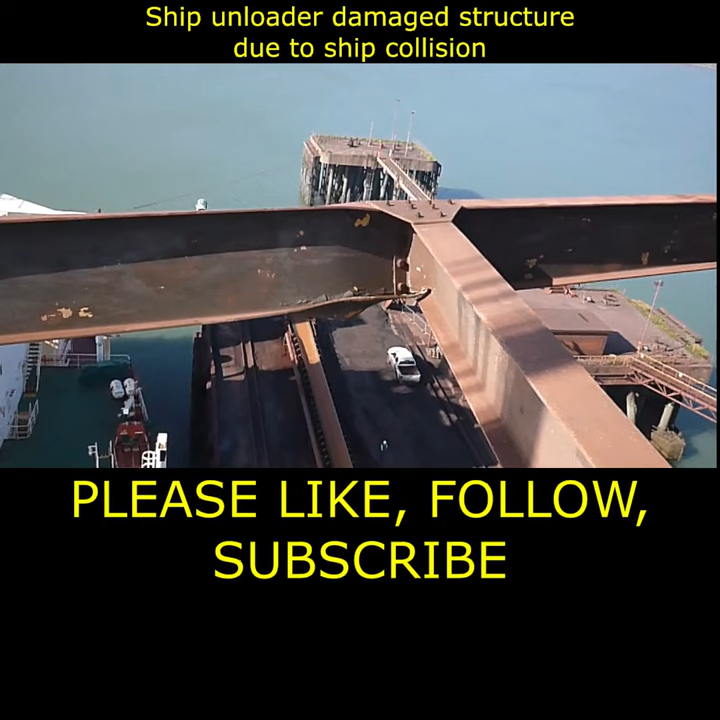 Ship unloader damaged structure
due to ship collision
PLEASE LIKE, FOLLOW,
SUBSCRIBE